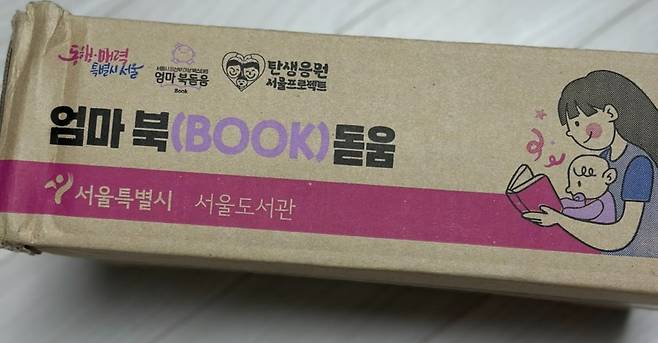 동행·매력
특별시 서울
엄마 북돋움
Book
탄생응원
서울프로젝트
엄마 북(BOOK)돋움
서울특별시 서울도서관